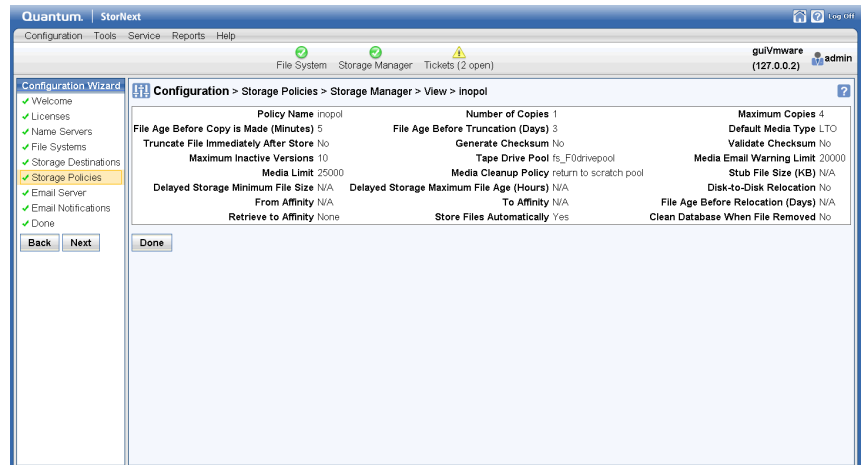 Quantum. StorNext
Log Off
Configuration Tools Service Reports Help
File System Storage Manager Tickets (2 open)
guiVmware
(127.0.0.2)
admin
Configuration Wizard
Welcome
Licenses
Name Servers
File Systems
Storage Destinations
Storage Policies
Email Server
Email Notifications
Done
Back Next
Configuration > Storage Policies > Storage Manager > View > inopol
?
Policy Name inopol Number of Copies 1 Maximum Copies 4
File Age Before Copy is Made (Minutes) 5 File Age Before Truncation (Days) 3 Default Media Type LTO
Truncate File Immediately After Store No Generate Checksum No Validate Checksum No
Maximum Inactive Versions 10 Tape Drive Pool fs_F0drivepool Media Email Warning Limit 20000
Media Limit 25000 Media Cleanup Policy return to scratch pool Stub File Size (KB) N/A
Delayed Storage Minimum File Size N/A Delayed Storage Maximum File Age (Hours) N/A Disk-to-Disk Relocation No
From Affinity N/A To Affinity N/A File Age Before Relocation (Days) N/A
Retrieve to Affinity None Store Files Automatically Yes Clean Database When File Removed No
Done